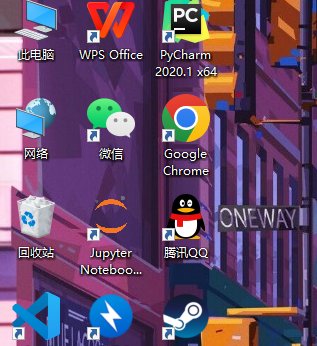 此电脑
WPS Office
PC
PyCharm
2020.1 x64
网络
微信
Google
Chrome
回收站
Jupyter
Noteboo...
腾讯QQ
ONEWAY